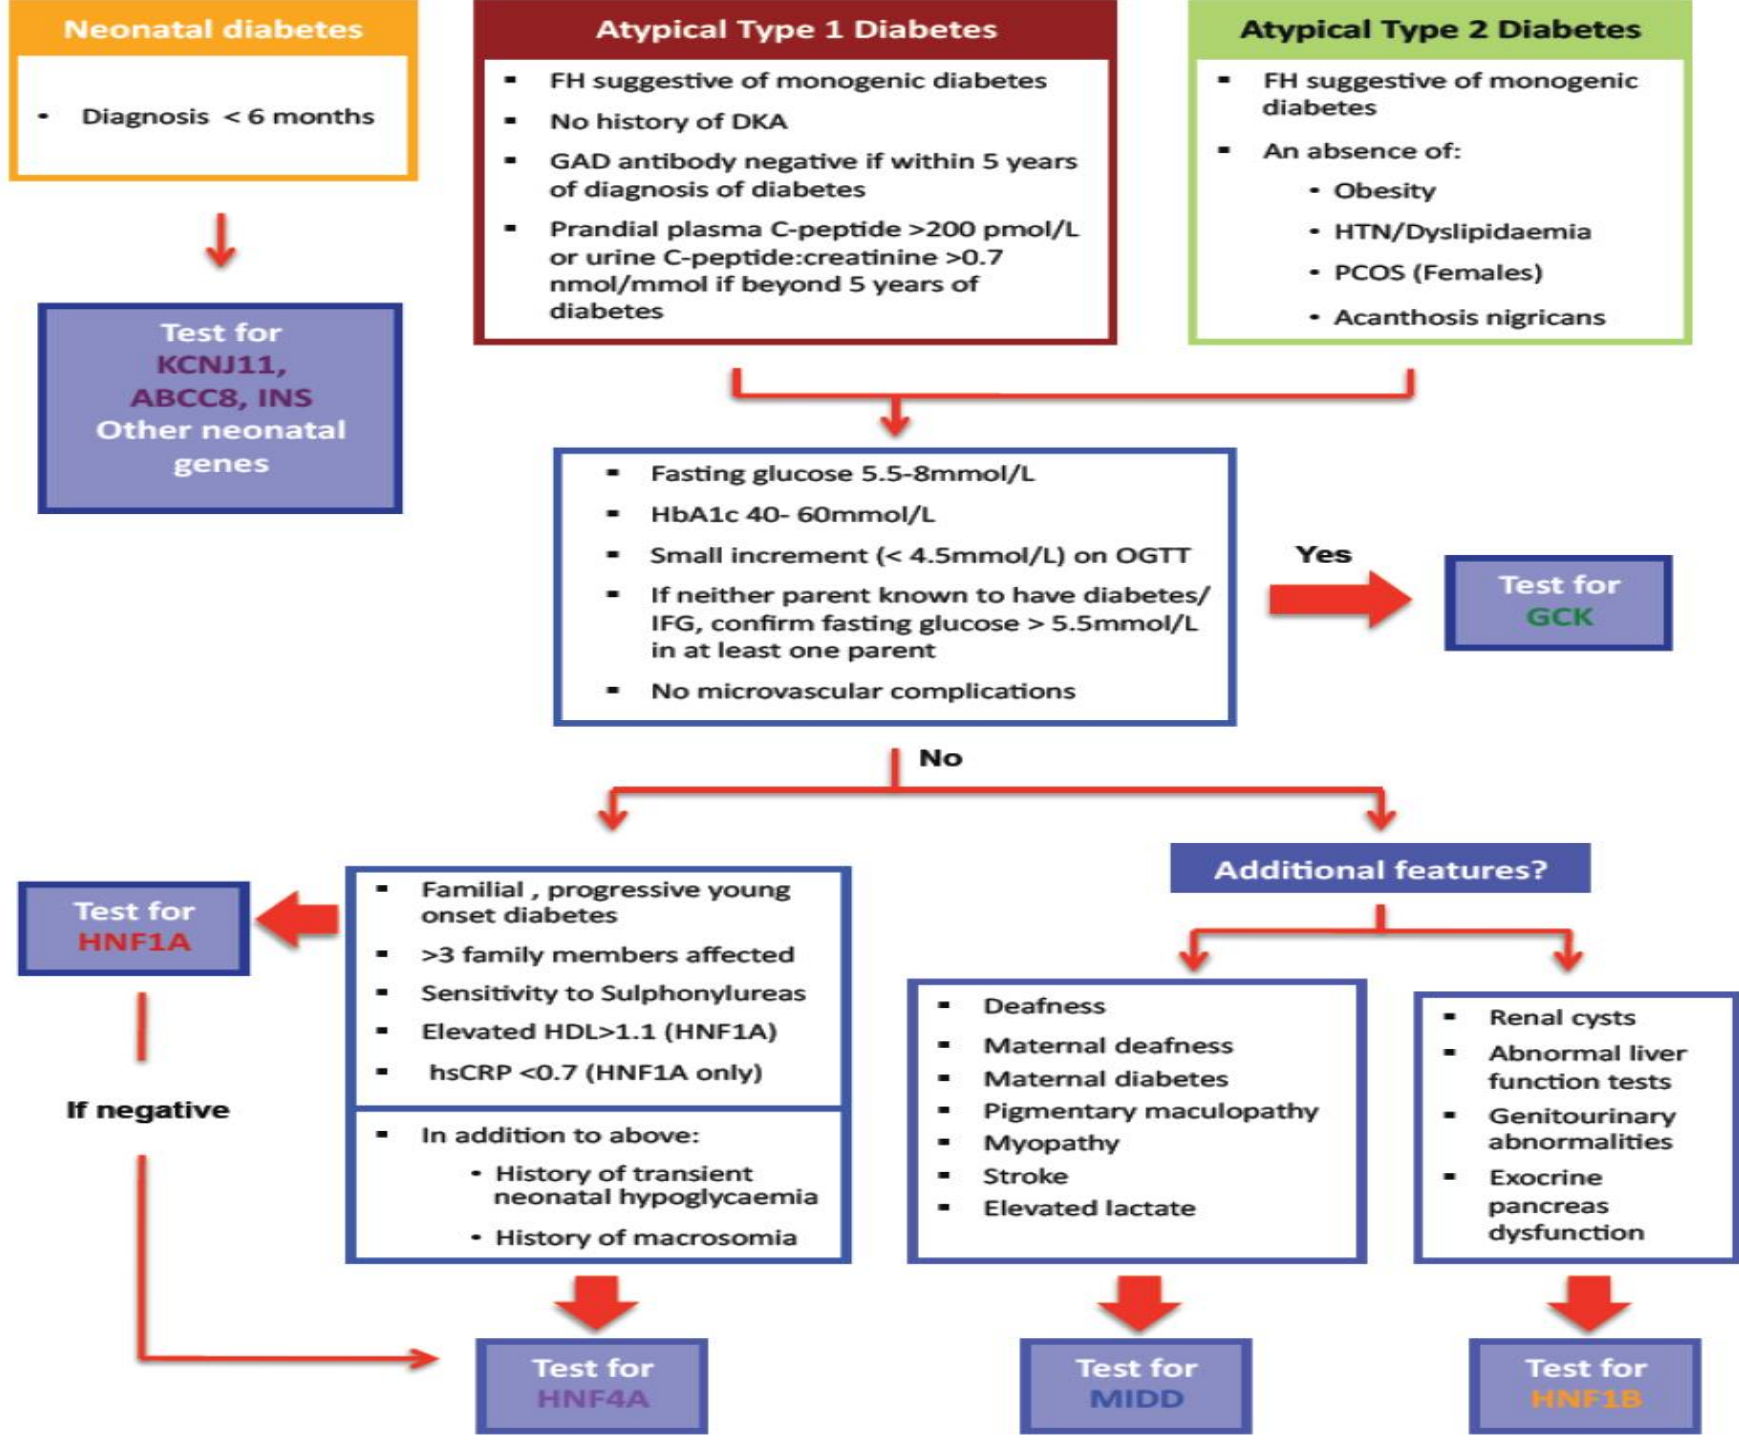 Neonatal diabetes
• Diagnosis < 6 months
Test for
KCNJ11,
ABCC8, INS
Other neonatal
genes
Atypical Type 1 Diabetes
▪ FH suggestive of monogenic diabetes
▪ No history of DKA
▪ GAD antibody negative if within 5 years
of diagnosis of diabetes
▪ Prandial plasma C-peptide >200 pmol/L
or urine C-peptide:creatinine >0.7
nmol/mmol if beyond 5 years of
diabetes
Atypical Type 2 Diabetes
▪ FH suggestive of monogenic
diabetes
▪ An absence of:
• Obesity
• HTN/Dyslipidaemia
• PCOS (Females)
• Acanthosis nigricans
▪ Fasting glucose 5.5-8mmol/L
▪ HbA1c 40- 60mmol/L
▪ Small increment (< 4.5mmol/L) on OGTT
▪ If neither parent known to have diabetes/
IFG, confirm fasting glucose > 5.5mmol/L
in at least one parent
▪ No microvascular complications
Yes
Test for
GCK
No
Test for
HNF1A
If negative
▪ Familial , progressive young
onset diabetes
▪ >3 family members affected
▪ Sensitivity to Sulphonylureas
▪ Elevated HDL>1.1 (HNF1A)
▪ hsCRP <0.7 (HNF1A only)
▪ In addition to above:
• History of transient
neonatal hypoglycaemia
• History of macrosomia
Test for
HNF4A
Additional features?
▪ Deafness
▪ Maternal deafness
▪ Maternal diabetes
▪ Pigmentary maculopathy
▪ Myopathy
▪ Stroke
▪ Elevated lactate
Test for
MIDD
▪ Renal cysts
▪ Abnormal liver
function tests
▪ Genitourinary
abnormalities
▪ Exocrine
pancreas
dysfunction
Test for
HNF1B